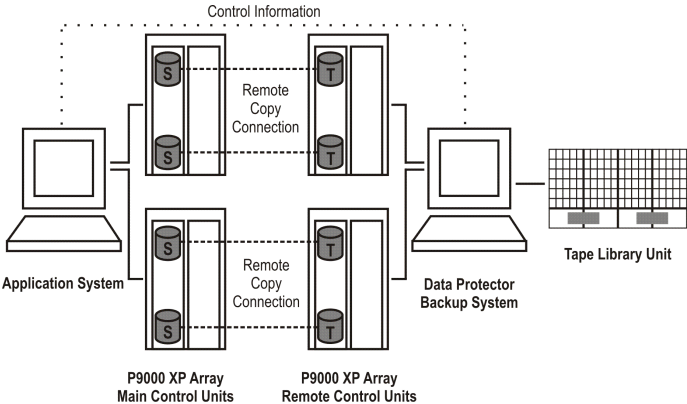 Control Information
S
T
Remote
Copy
Connection
S
T
S
T
Remote
Copy
Connection
S
T
Application System
Data Protector
Backup System
Tape Library Unit
P9000 XP Array
Main Control Units
P9000 XP Array
Remote Control Units